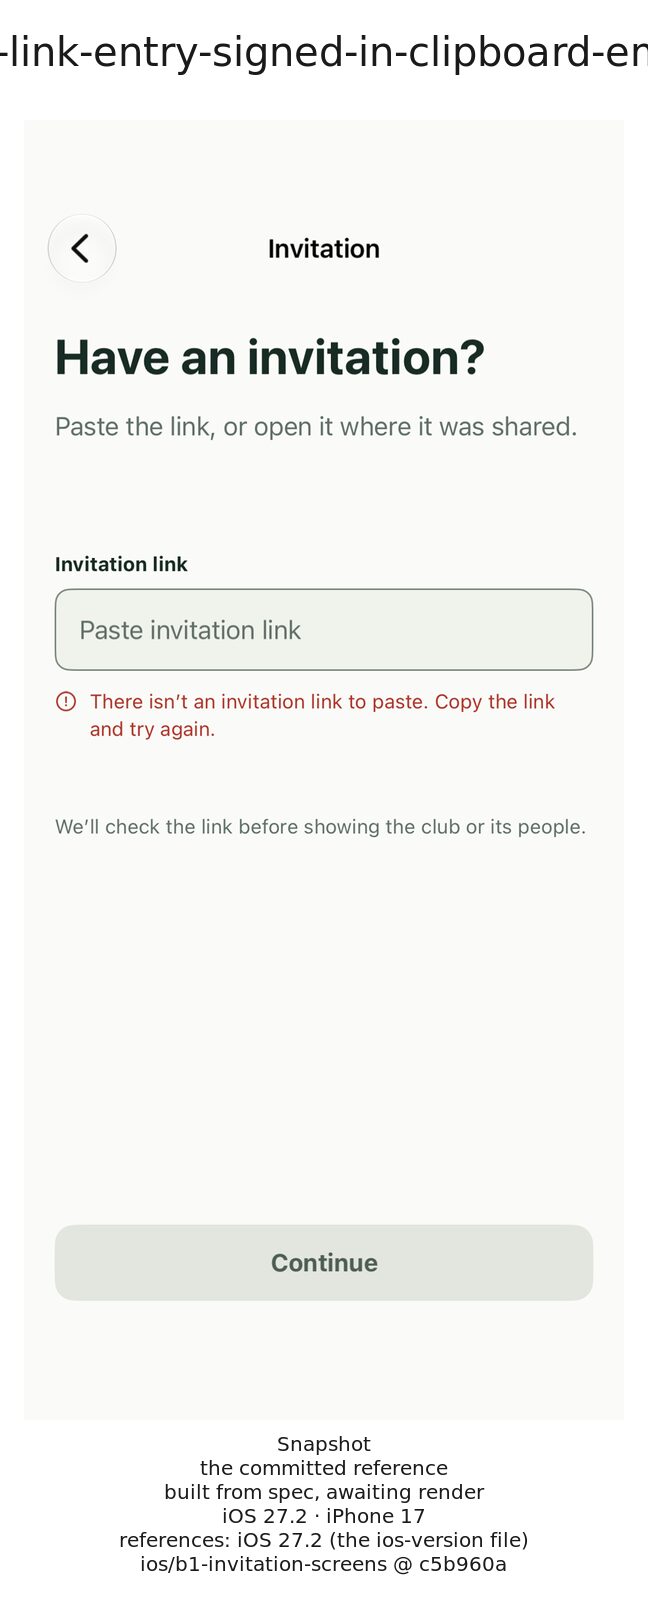 -link-entry-signed-in-clipboard-en
Invitation
Have an invitation?
Paste the link, or open it where it was shared.
Invitation link
Paste invitation link
There isn’t an invitation link to paste. Copy the link
and try again.
We’ll check the link before showing the club or its people.
Continue
Snapshot
the committed reference
built from spec, awaiting render
iOS 27.2 · iPhone 17
references: iOS 27.2 (the ios-version file)
ios/b1-invitation-screens @ c5b960a